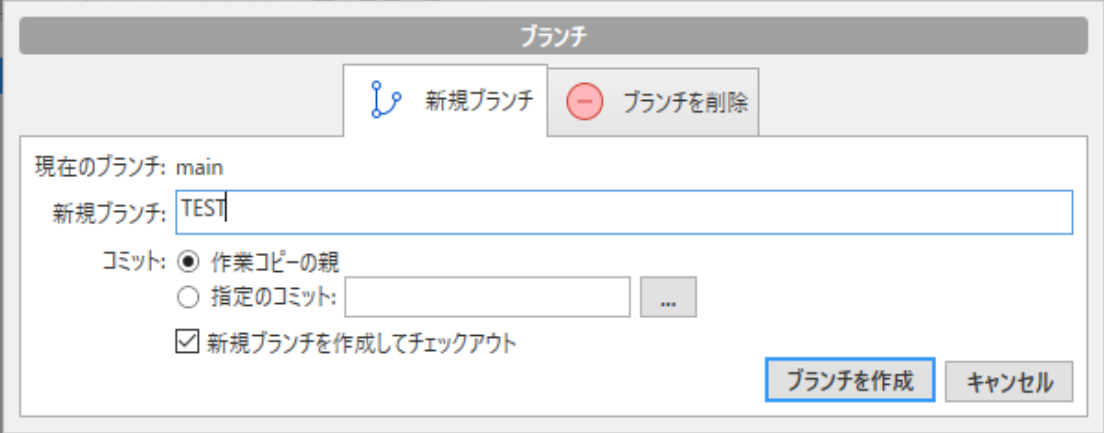 ブランチ
新規ブランチ ブランチを削除
現在のブランチ: main
新規ブランチ: TEST
コミット: 作業コピーの親
指定のコミット: ...
新規ブランチを作成してチェックアウト
ブランチを作成 キャンセル